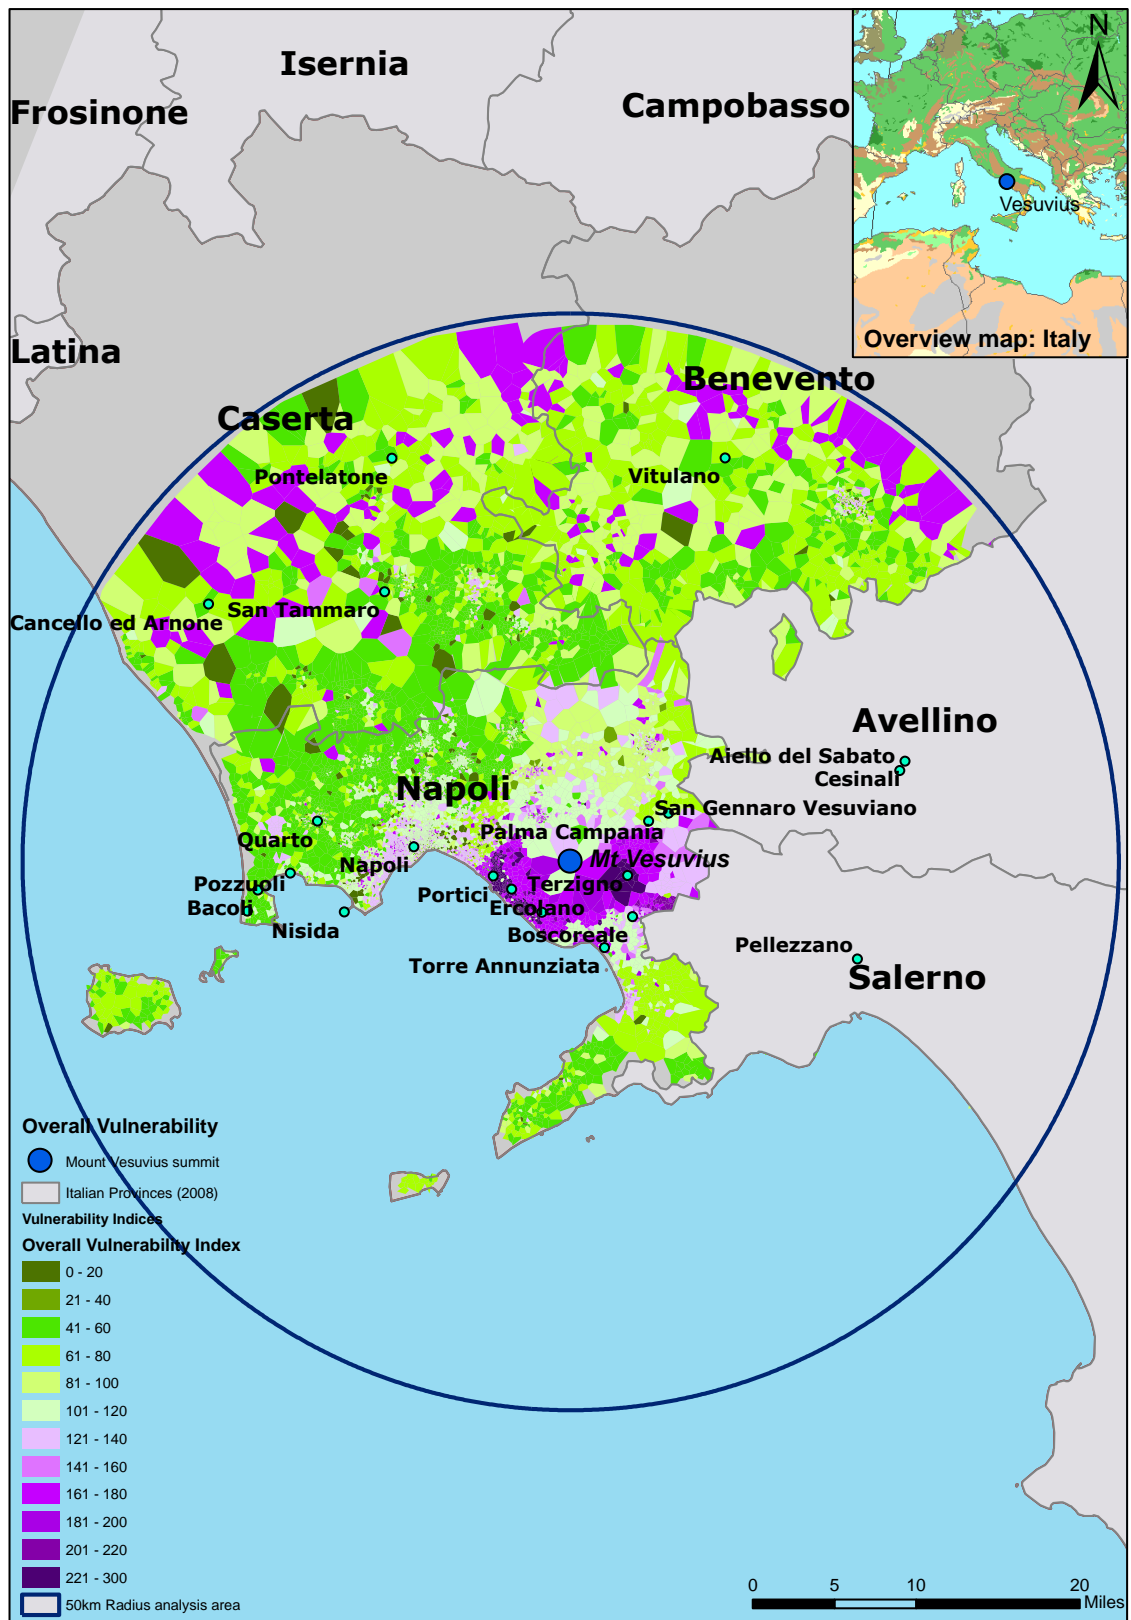 Isernia
Frosinone
Campobasso
N
Vesuvius
Overview map: Italy
Latina
Benevento
Caserta
Pontelatone
Vitulano
San Tammaro
Cancello ed Arnone
Avellino
Aiello del Sabato
Cesinali
Napoli
San Gennaro Vesuviano
Palma Campania
Quarto
Napoli
Mt Vesuvius
Pozzuoli
Terzigno
Portici
Bacoli
Ercolano
Nisida
Boscoreale
Pellezzano
Torre Annunziata
Salerno
Overall Vulnerability
Mount Vesuvius summit
Italian Provinces (2008)
Vulnerability Indices
Overall Vulnerability Index
0 - 20
21 - 40
41 - 60
61 - 80
81 - 100
101 - 120
121 - 140
141 - 160
161 - 180
181 - 200
201 - 220
221 - 300
50km Radius analysis area
0 5 10 20
Miles